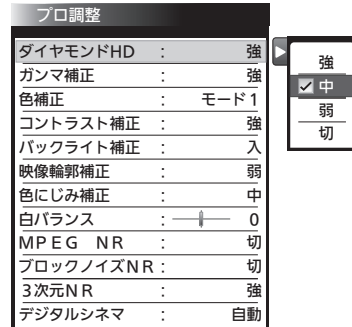 プロ調整
ダイヤモンドHD : 強
ガンマ補正 : 強
色補正 : モード1
コントラスト補正 : 強
バックライト補正 : 入
映像輪郭補正 : 弱
色にじみ補正 : 中
白バランス : 0
MPEG NR : 切
ブロックノイズNR : 切
3次元NR : 強
デジタルシネマ : 自動
強
中
弱
切